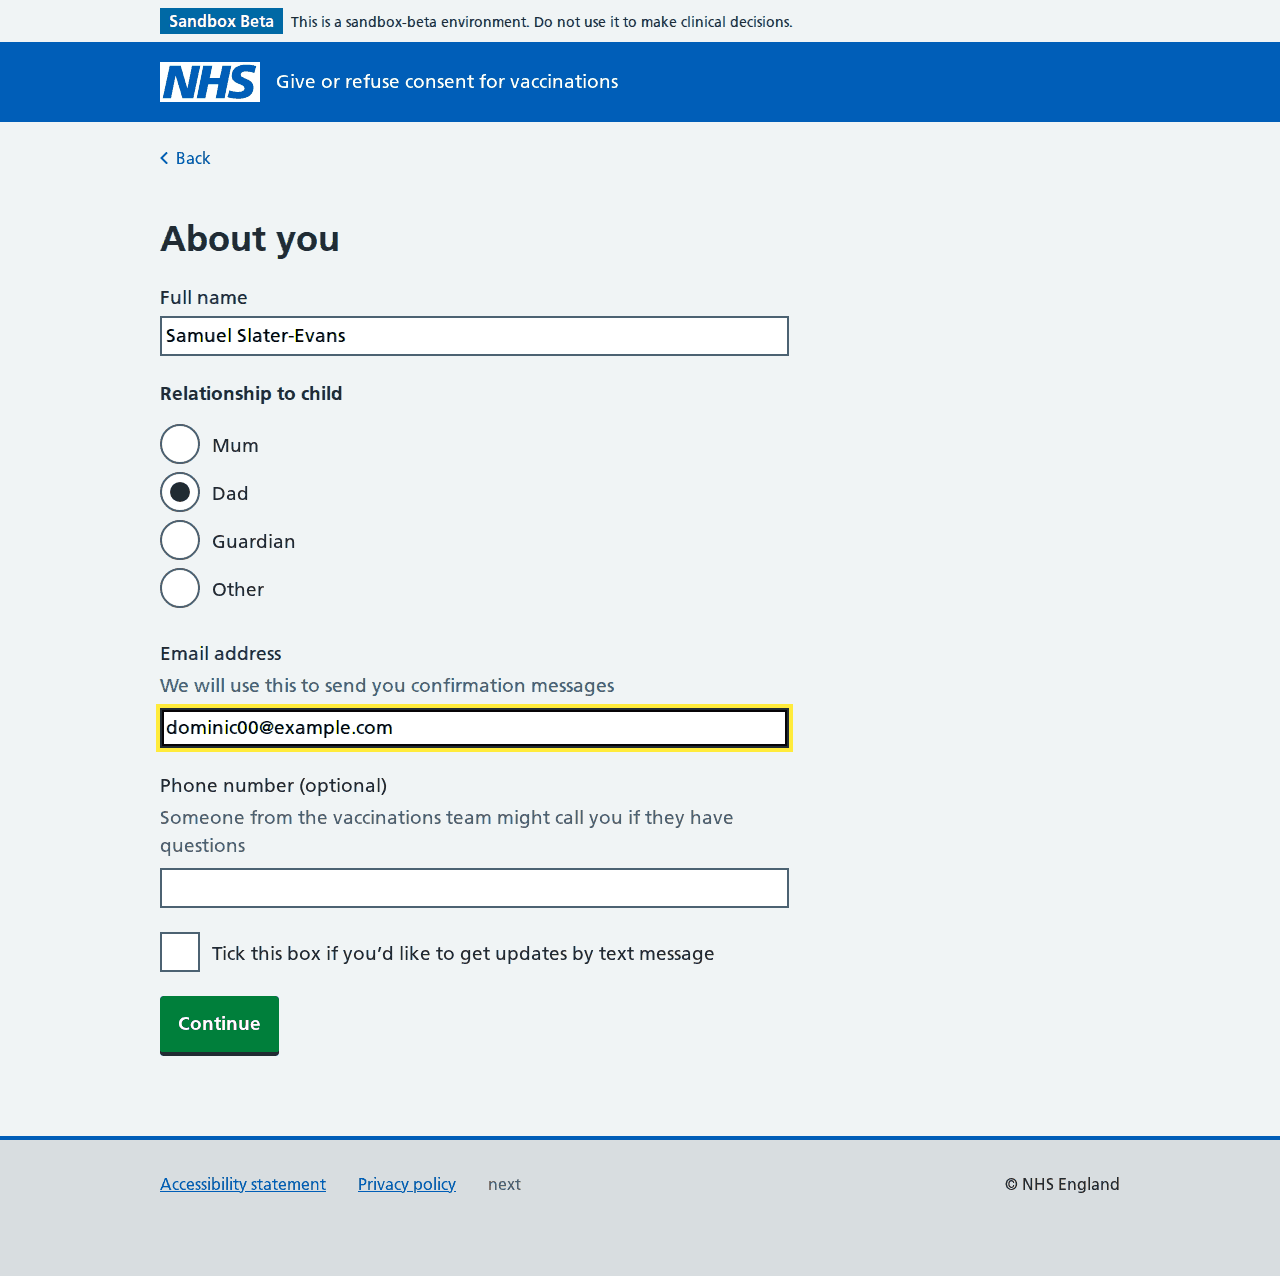 Sandbox Beta This is a sandbox-beta environment. Do not use it to make clinical decisions.
NHS Give or refuse consent for vaccinations
Back
About you
Full name
Samuel Slater-Evans
Relationship to child
Mum
Dad
Guardian
Other
Email address
We will use this to send you confirmation messages
dominic00@example.com
Phone number (optional)
Someone from the vaccinations team might call you if they have
questions
Tick this box if you’d like to get updates by text message
Continue
Accessibility statement Privacy policy next © NHS England